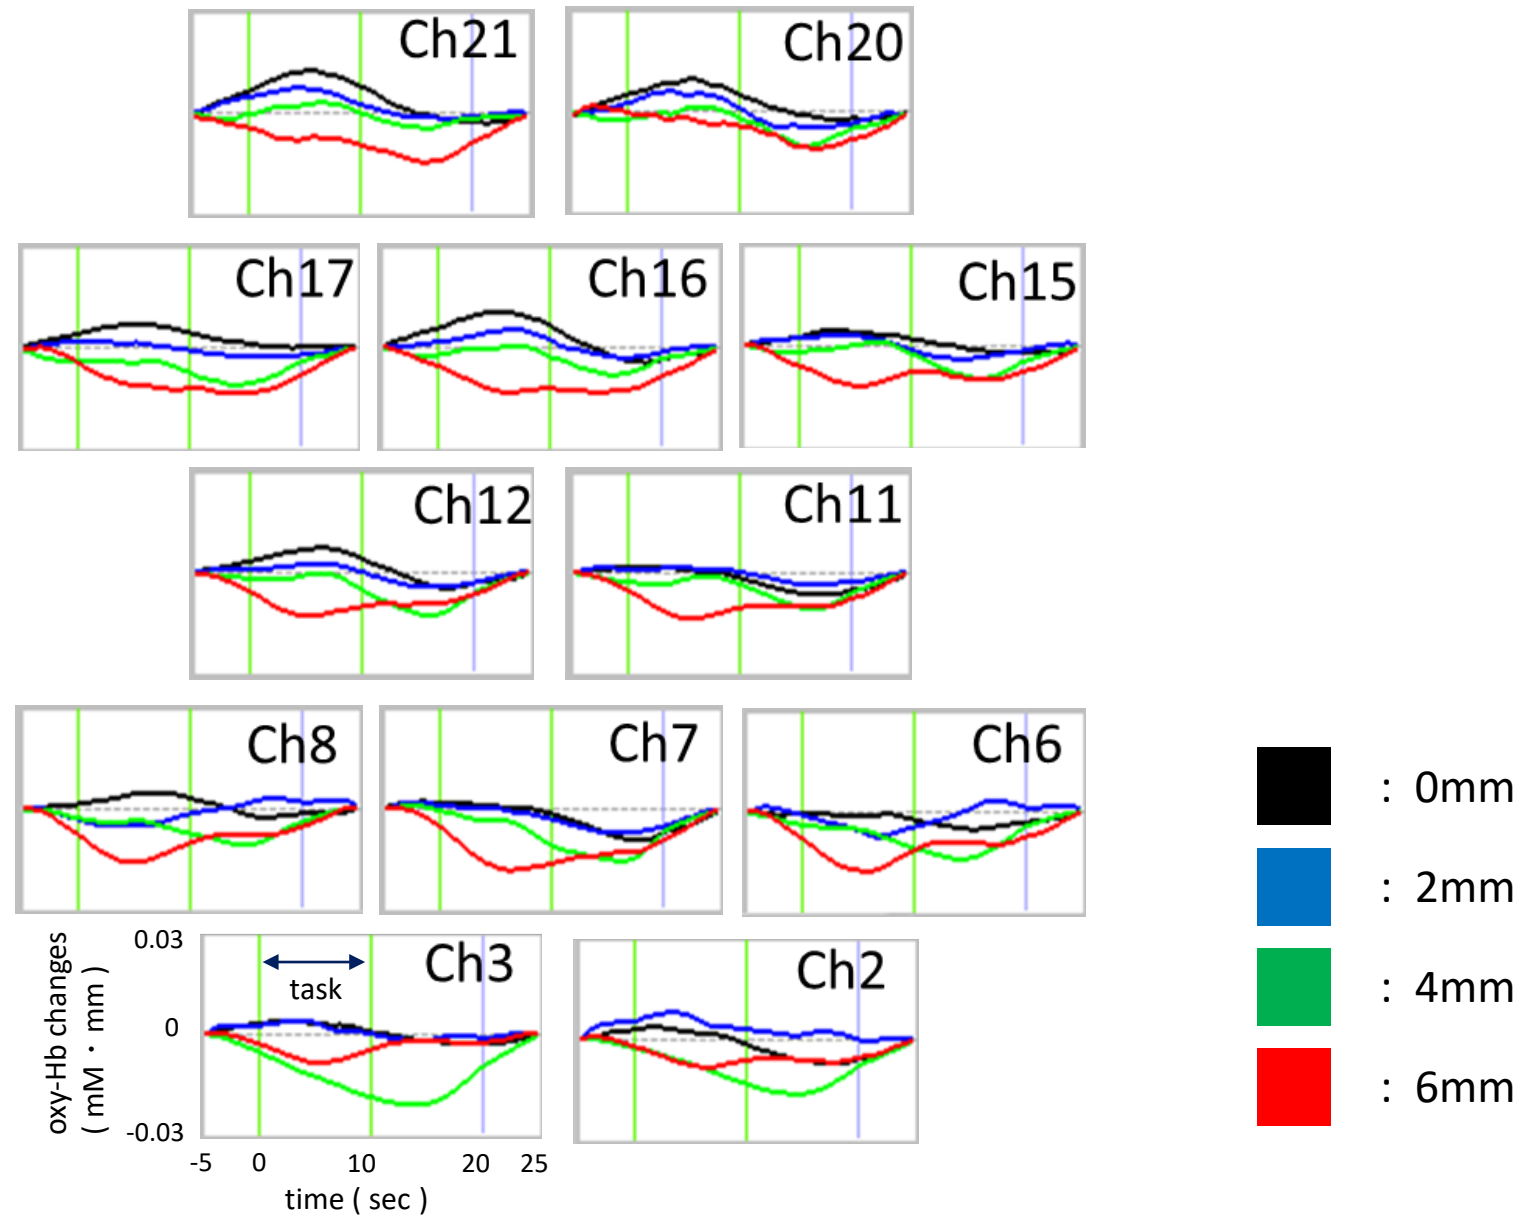 Ch21
Ch20
Ch17
Ch16
Ch15
Ch12
Ch11
Ch8
Ch7
Ch6
: 0mm
: 2mm
: 4mm
: 6mm
oxy-Hb changes
( mM・mm )
0.03
0
-0.03
task
Ch3
Ch2
-5 0 10 20 25
time ( sec )